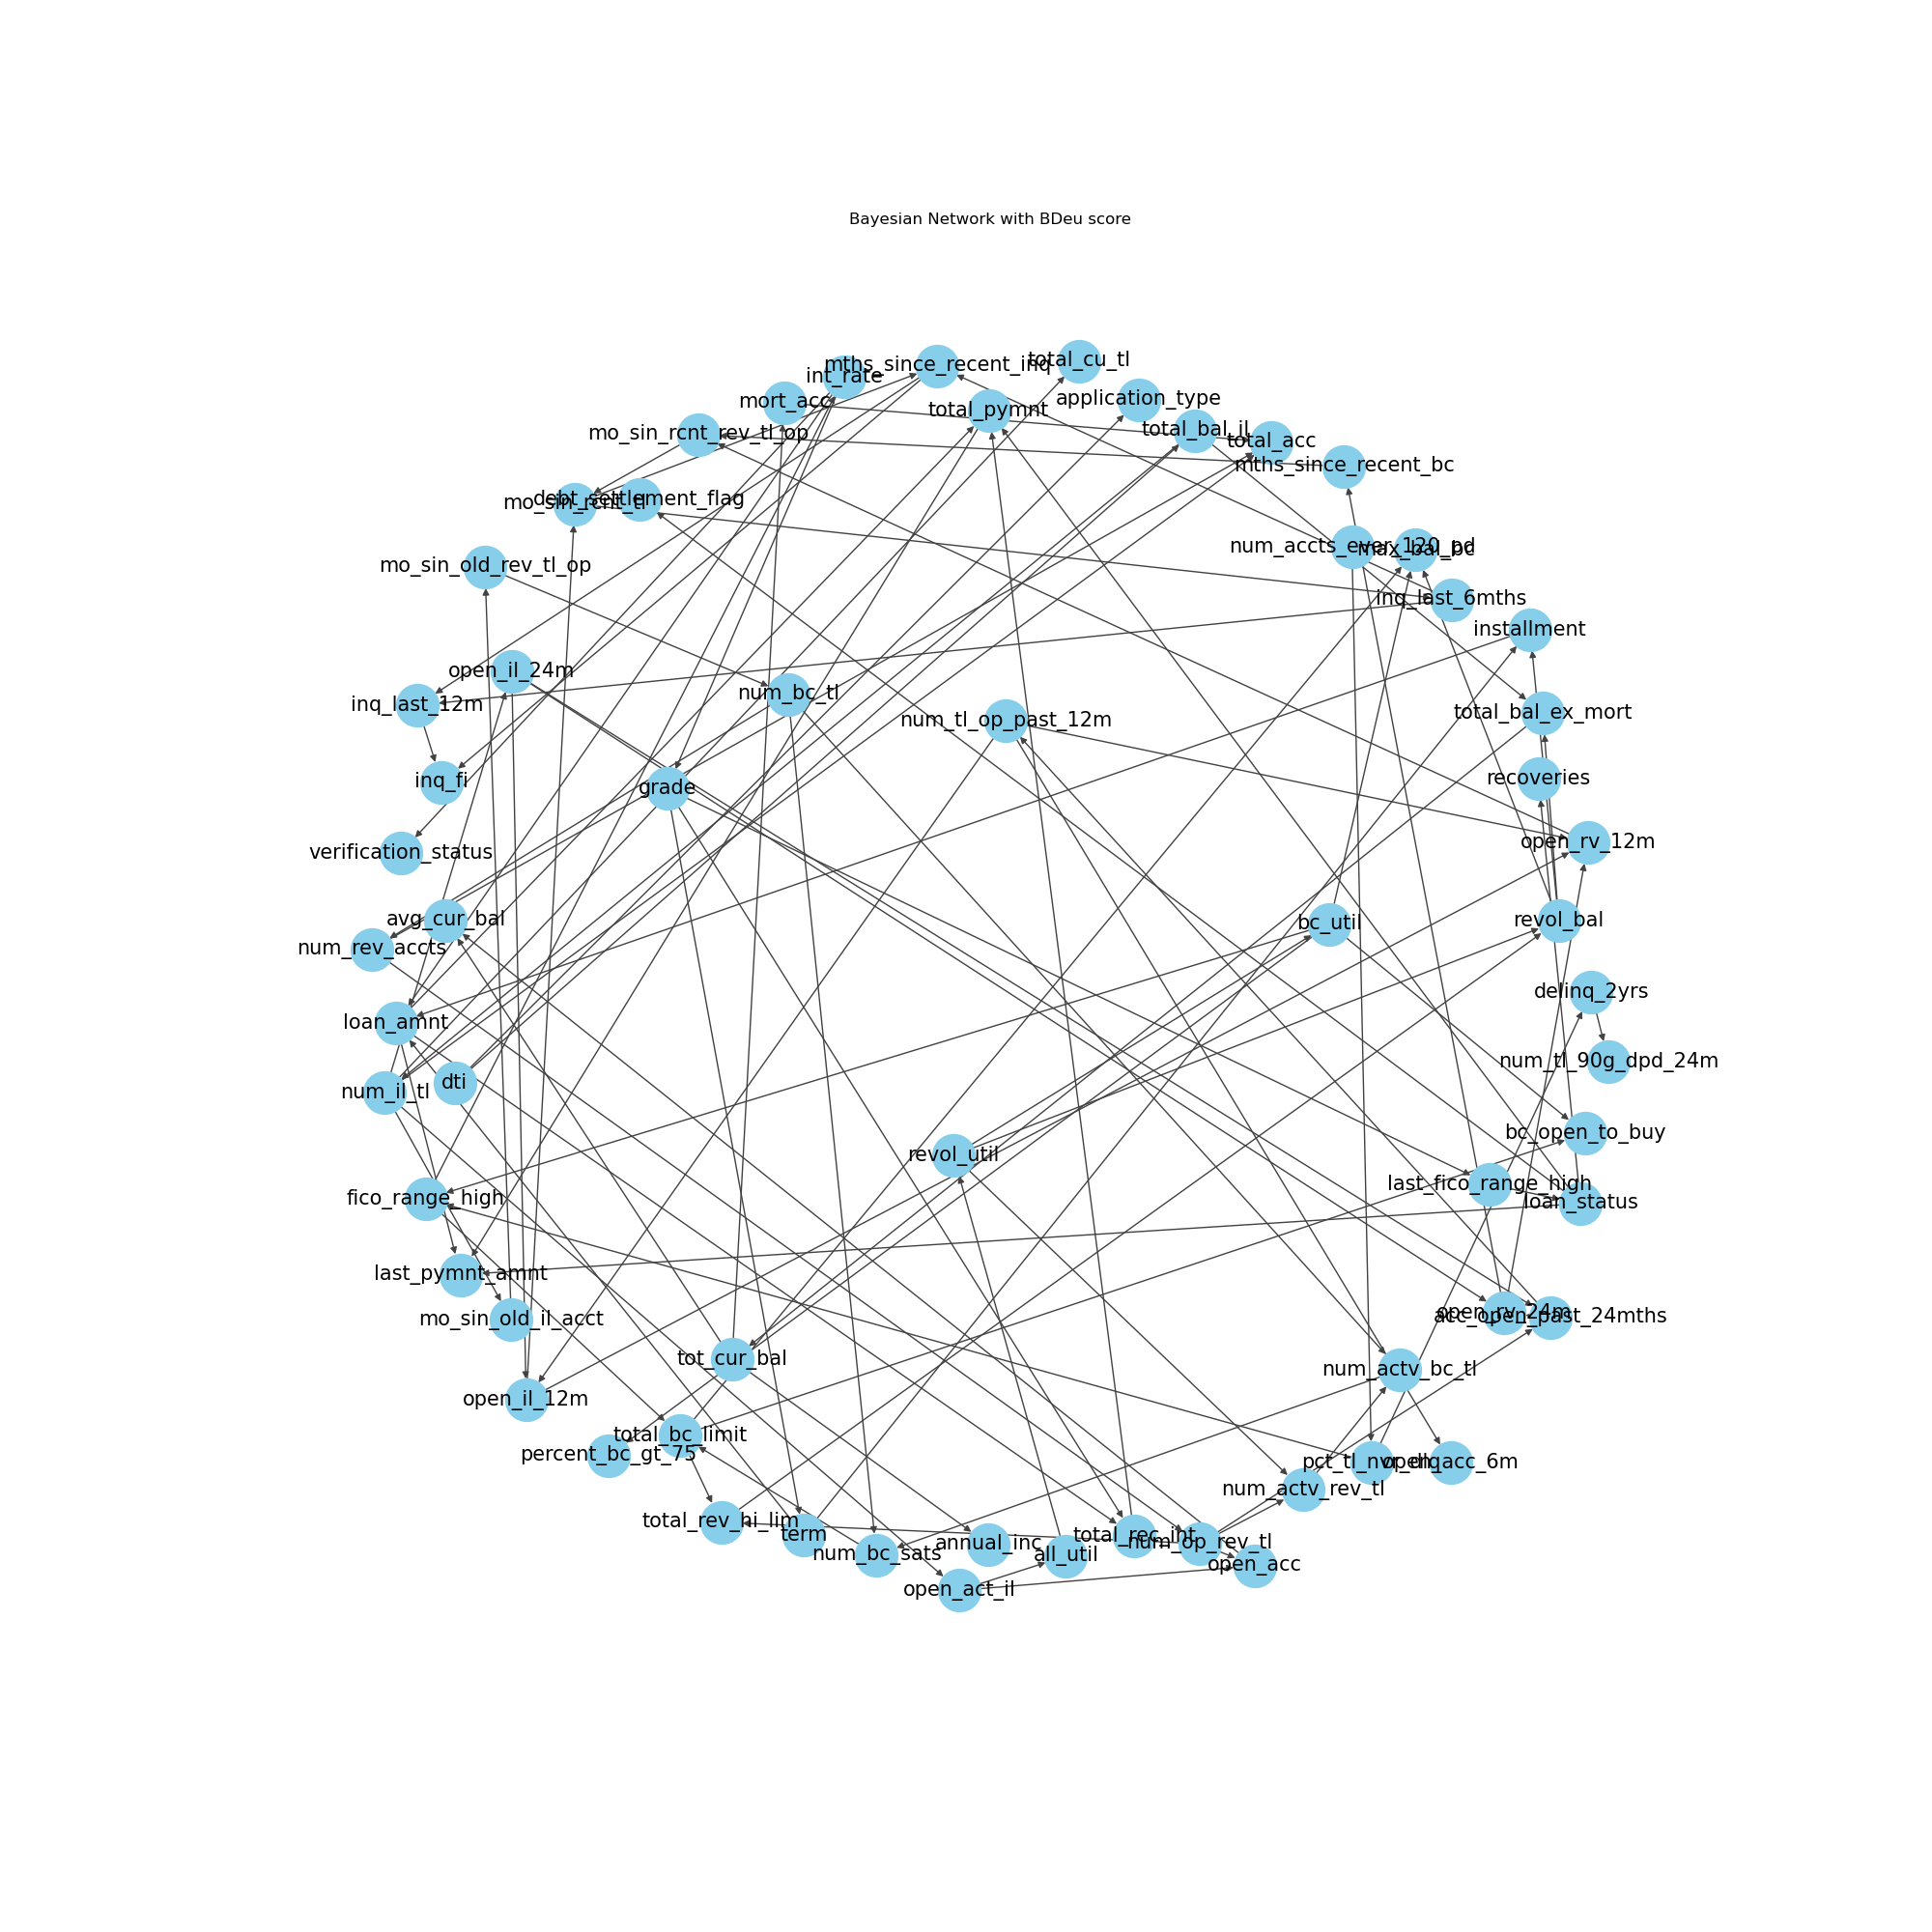 Bayesian Network with BDeu score
total_cu_tl
mths_since_recent_inq
int_rate
application_type
mort_acc
total_pymnt
total_bal_il
mo_sin_rcnt_rev_tl_op
total_acc
mths_since_recent_bc
debt_settlement_flag
mo_sin_rcnt_tl
num_accts_ever_120_pd
max_bal_bc
mo_sin_old_rev_tl_op
inq_last_6mths
installment
open_il_24m
num_bc_tl
inq_last_12m
total_bal_ex_mort
num_tl_op_past_12m
inq_fi
recoveries
grade
open_rv_12m
verification_status
avg_cur_bal
revol_bal
bc_util
num_rev_accts
delinq_2yrs
loan_amnt
num_tl_90g_dpd_24m
dti
num_il_tl
bc_open_to_buy
revol_util
last_fico_range_high
fico_range_high
loan_status
last_pymnt_amnt
open_rv_24m
acc_open_past_24mths
mo_sin_old_il_acct
tot_cur_bal
num_actv_bc_tl
open_il_12m
total_bc_limit
percent_bc_gt_75
pct_tl_nvr_dlq
open_acc_6m
num_actv_rev_tl
total_rev_hi_lim
term
total_rec_int
num_op_rev_tl
annual_inc
num_bc_sats
all_util
open_acc
open_act_il